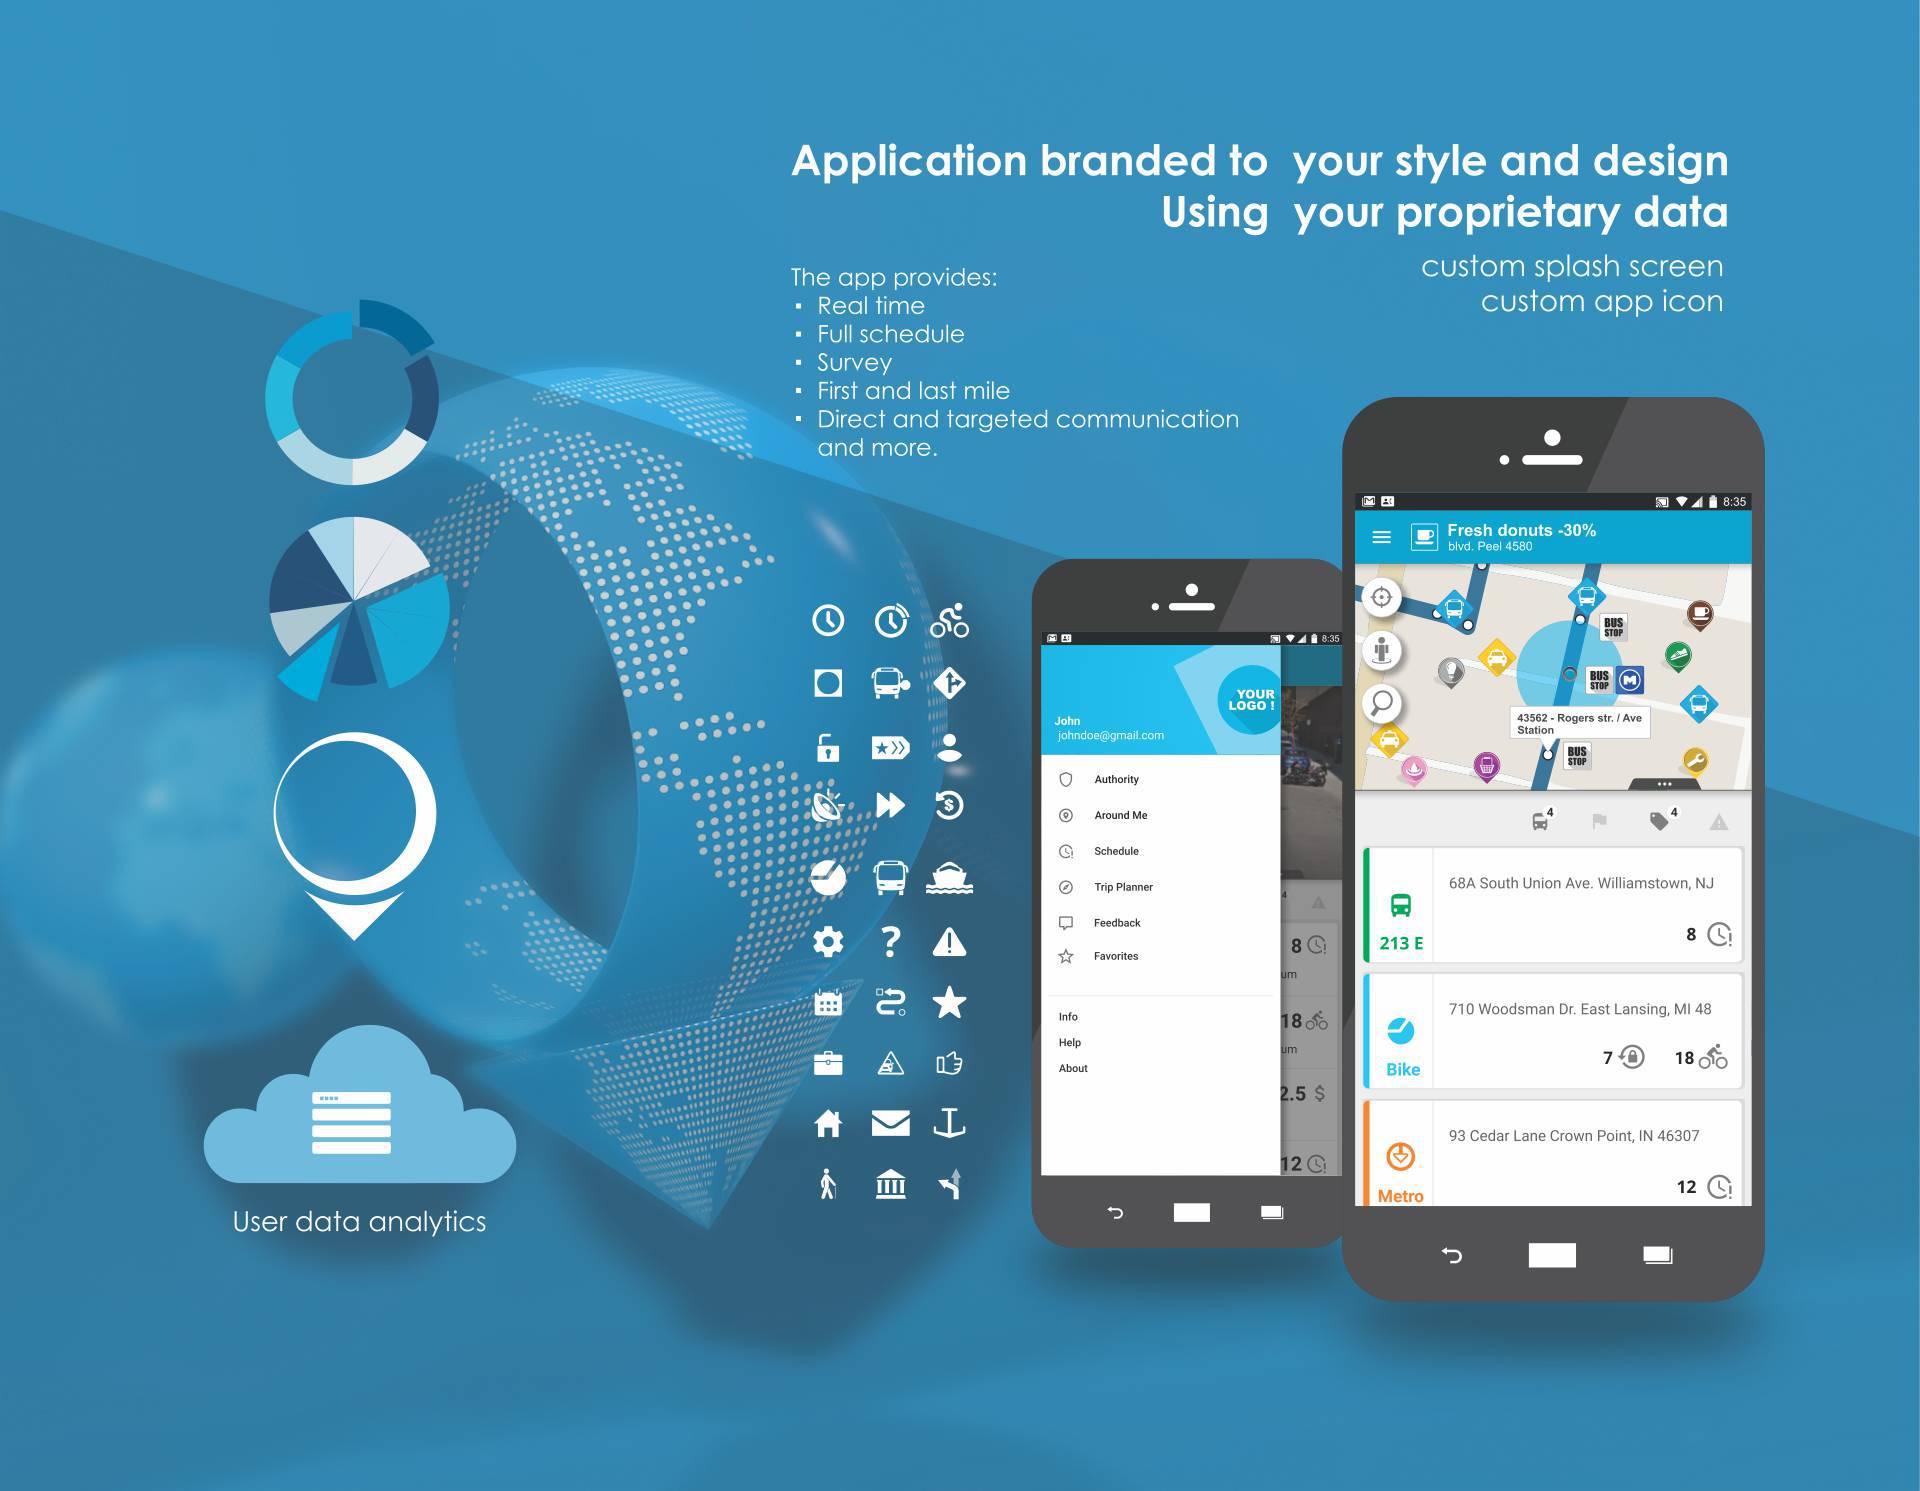 Application branded to  your style and design
Using  your proprietary data
custom splash screen
custom app icon
The app provides:
▪ Real time
▪ Full schedule
▪ Survey
▪ First and last mile
▪ Direct and targeted communication
and more.
User data analytics
8:35
YOUR
LOGO !
John
johndoe@gmail.com
Authority
Around Me
Schedule
Trip Planner
Feedback
Favorites
Info
Help
About
4
8
um
18
um
2.5 $
12
8:35
Fresh donuts -30%
blvd. Peel 4580
BUS
STOP
BUS
STOP
M
43562 - Rogers str. / Ave
Station
BUS
STOP
4
4
68A South Union Ave. Williamstown, NJ
213 E
8
710 Woodsman Dr. East Lansing, MI 48
Bike
7
18
93 Cedar Lane Crown Point, IN 46307
Metro
12